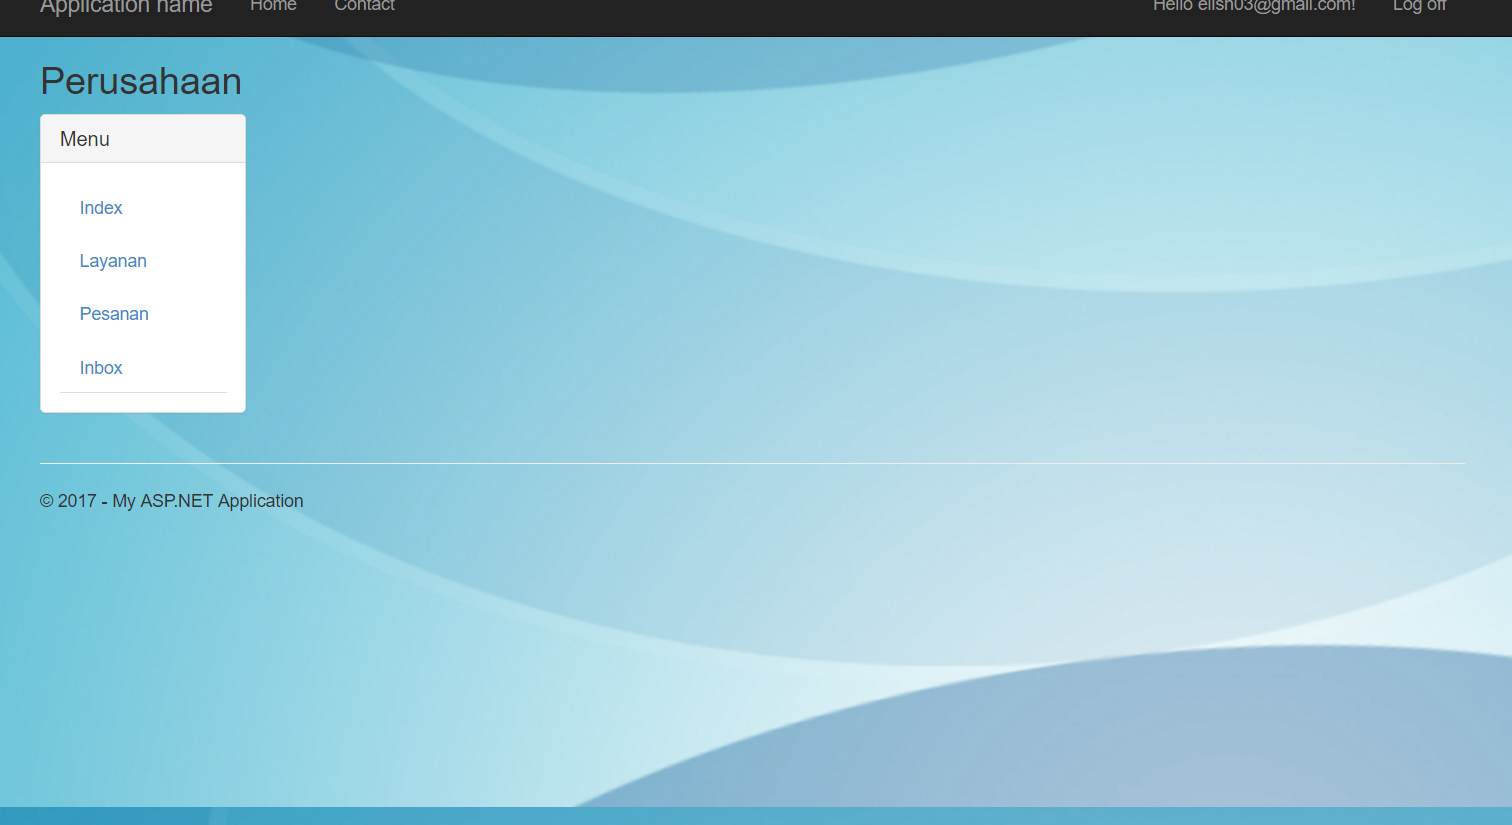 Application name Home Contact Hello elish03@gmail.com! Log off
Perusahaan
Menu
Index
Layanan
Pesanan
Inbox
© 2017 - My ASP.NET Application